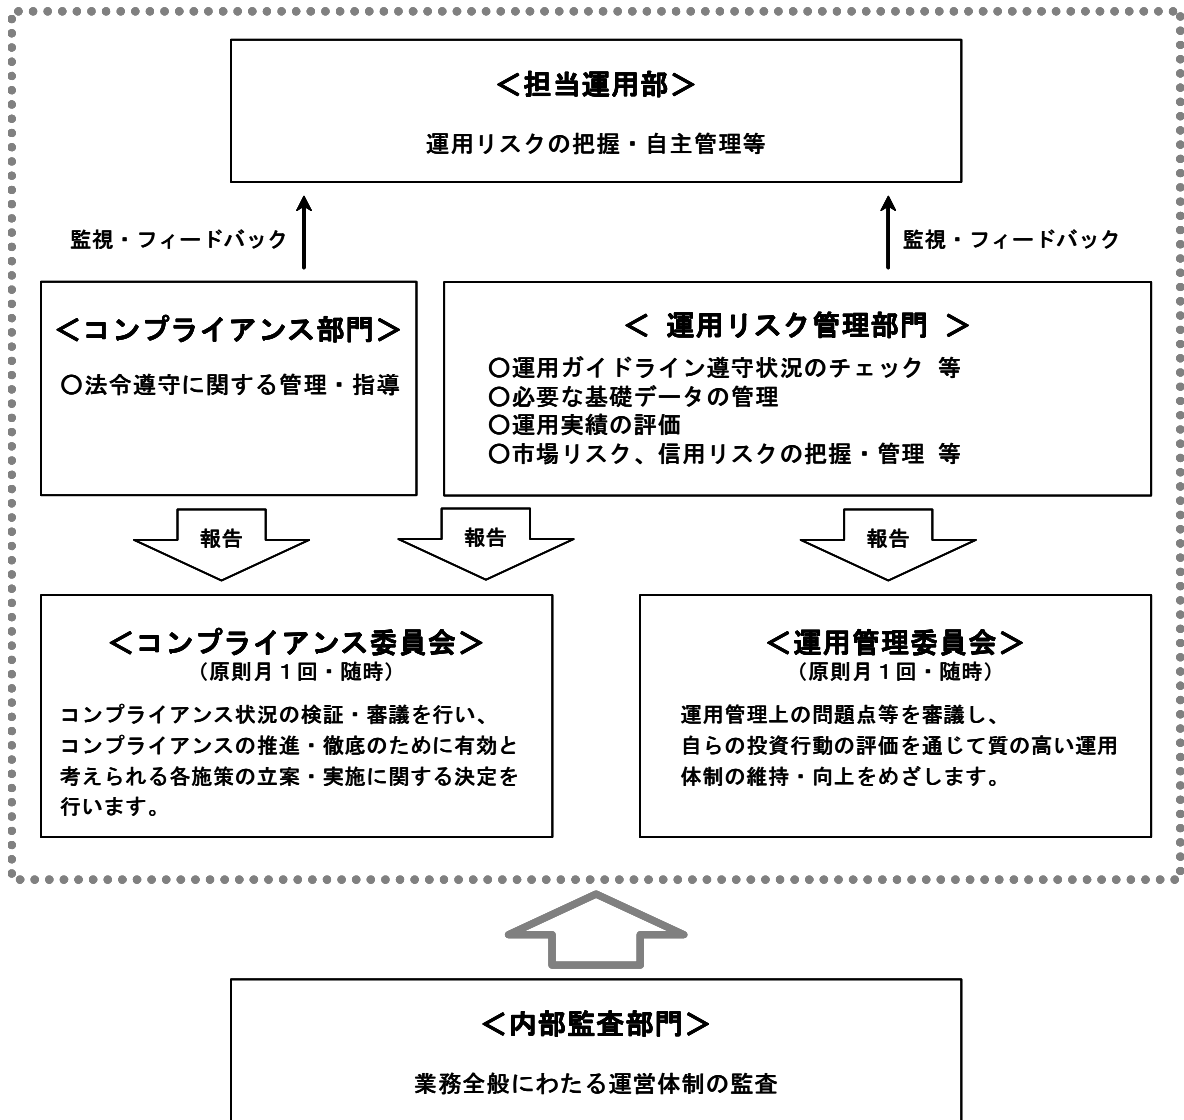 ＜担当運用部＞
運用リスクの把握・自主管理等
監視・フィードバック
監視・フィードバック
＜コンプライアンス部門＞
○法令遵守に関する管理・指導
＜ 運用リスク管理部門 ＞
○運用ガイドライン遵守状況のチェック 等
○必要な基礎データの管理
○運用実績の評価
○市場リスク、信用リスクの把握・管理 等
報告
報告
報告
＜コンプライアンス委員会＞
（原則月１回・随時）
コンプライアンス状況の検証・審議を行い、
コンプライアンスの推進・徹底のために有効と
考えられる各施策の立案・実施に関する決定を
行います。
＜運用管理委員会＞
（原則月１回・随時）
運用管理上の問題点等を審議し、
自らの投資行動の評価を通じて質の高い運用
体制の維持・向上をめざします。
＜内部監査部門＞
業務全般にわたる運営体制の監査